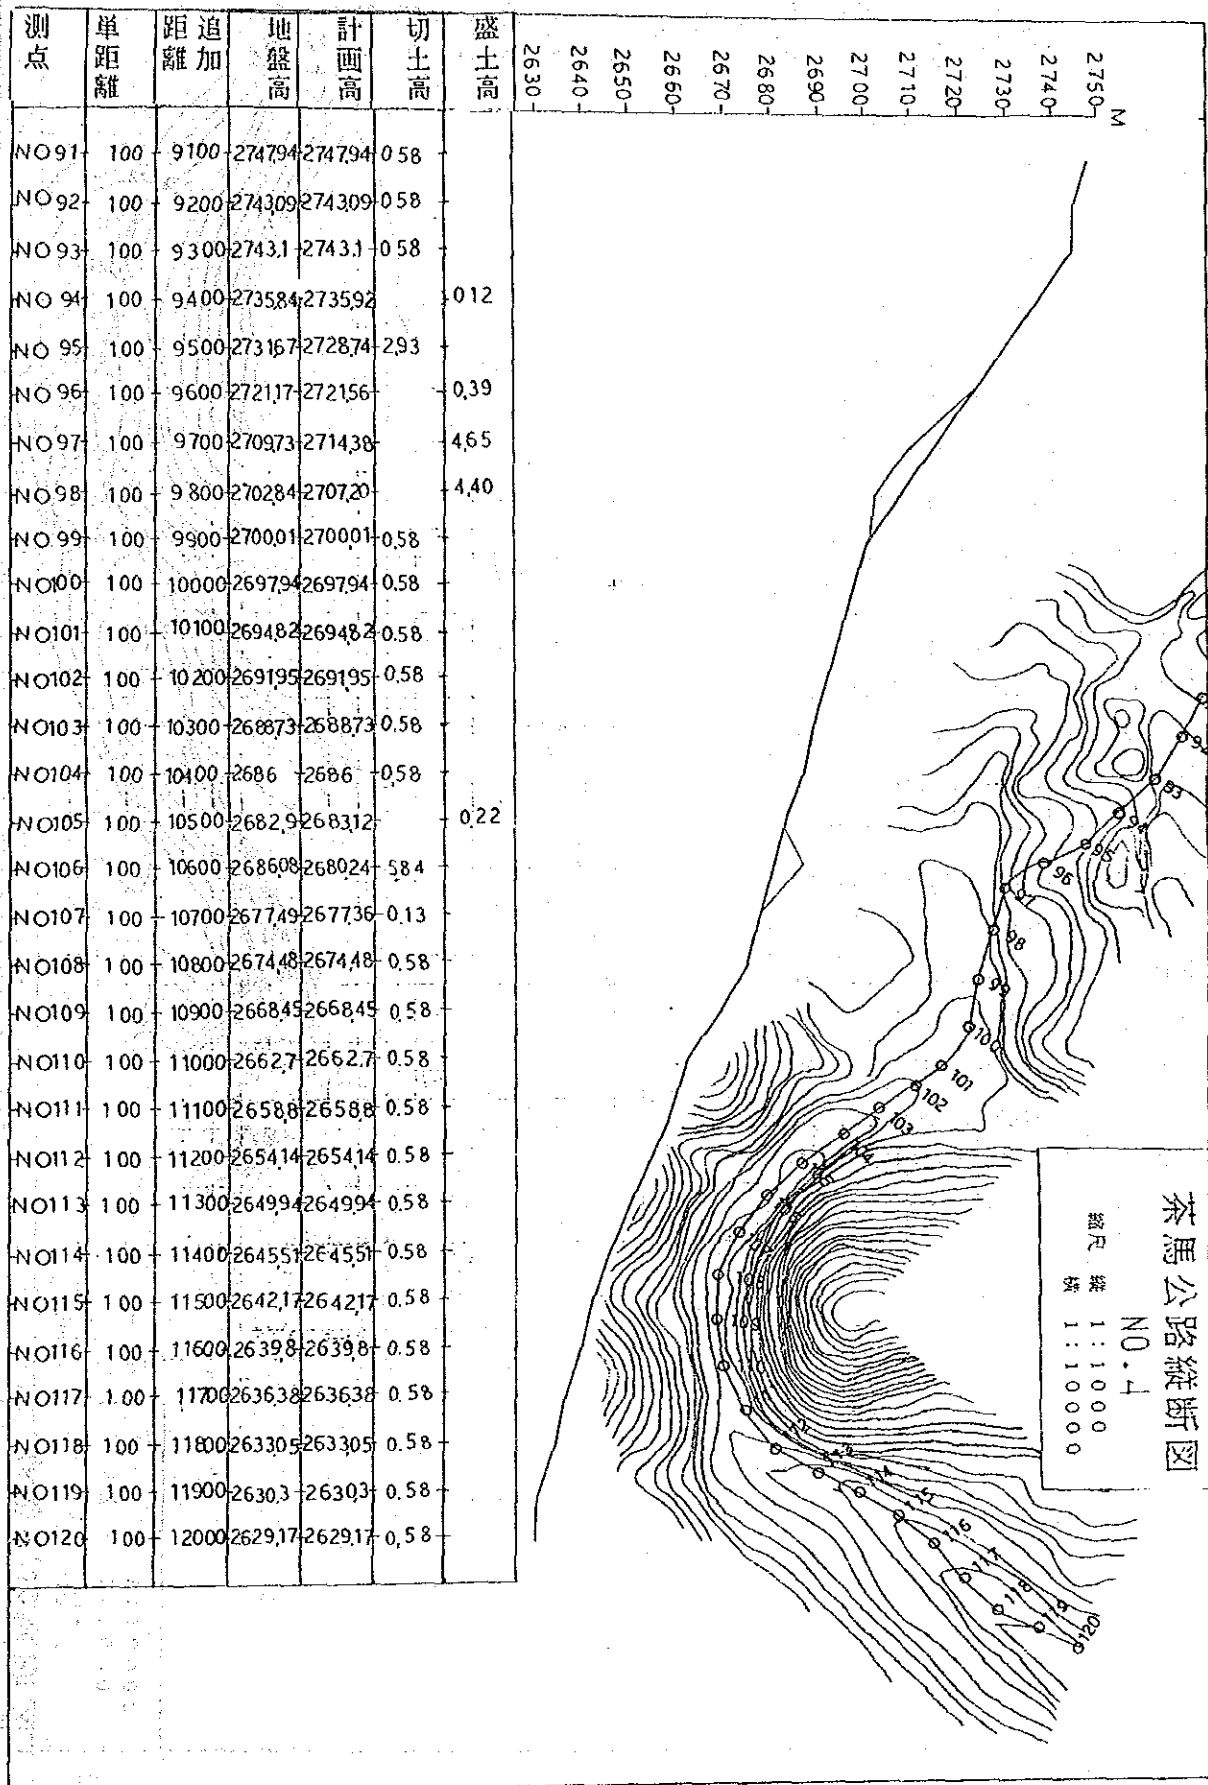 測点 単距離 追加距離 地盤高 計画高 切土高 盛土高
NO91 100 9100 2747.94 2747.94 0.58
NO92 100 9200 2743.09 2743.09 0.58
NO93 100 9300 2743.1 2743.1 0.58
NO94 100 9400 2735.84 2735.92 0.12
NO95 100 9500 2731.67 2728.74 2.93
NO96 100 9600 2721.17 2721.56 0.39
NO97 100 9700 2709.73 2714.38 4.65
NO98 100 9800 2702.84 2707.20 4.40
NO99 100 9900 2700.01 2700.01 0.58
NO100 100 10000 2697.94 2697.94 0.58
NO101 100 10100 2694.82 2694.82 0.58
NO102 100 10200 2691.95 2691.95 0.58
NO103 100 10300 2688.73 2688.73 0.58
NO104 100 10400 2686 2686 0.58
NO105 100 10500 2682.9 2683.12 0.22
NO106 100 10600 2686.08 2680.24 5.84
NO107 100 10700 2677.49 2677.36 0.13
NO108 100 10800 2674.48 2674.48 0.58
NO109 100 10900 2668.45 2668.45 0.58
NO110 100 11000 2662.7 2662.7 0.58
NO111 100 11100 2658.8 2658.8 0.58
NO112 100 11200 2654.14 2654.14 0.58
NO113 100 11300 2649.94 2649.94 0.58
NO114 100 11400 2645.51 2645.51 0.58
NO115 100 11500 2642.17 2642.17 0.58
NO116 100 11600 2639.8 2639.8 0.58
NO117 100 11700 2636.38 2636.38 0.58
NO118 100 11800 2633.05 2633.05 0.58
NO119 100 11900 2630.3 2630.3 0.58
NO120 100 12000 2629.17 2629.17 0.58
M
2750
2740
2730
2720
2710
2700
2690
2680
2670
2660
2650
2640
2630
92
93
94
95
96
97
98
99
101
102
103
104
109
110
112
113
114
115
116
117
118
119
120
茶馬公路縦断図
NO.4
縮尺 縦 1:1000
横 1:10000